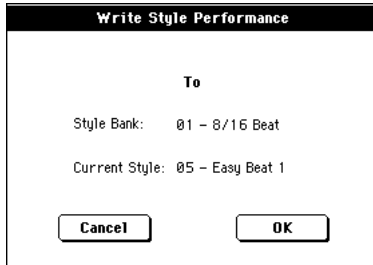 Write Style Performance
To
Style Bank: 01 - 8/16 Beat
Current Style: 05 - Easy Beat 1
Cancel OK